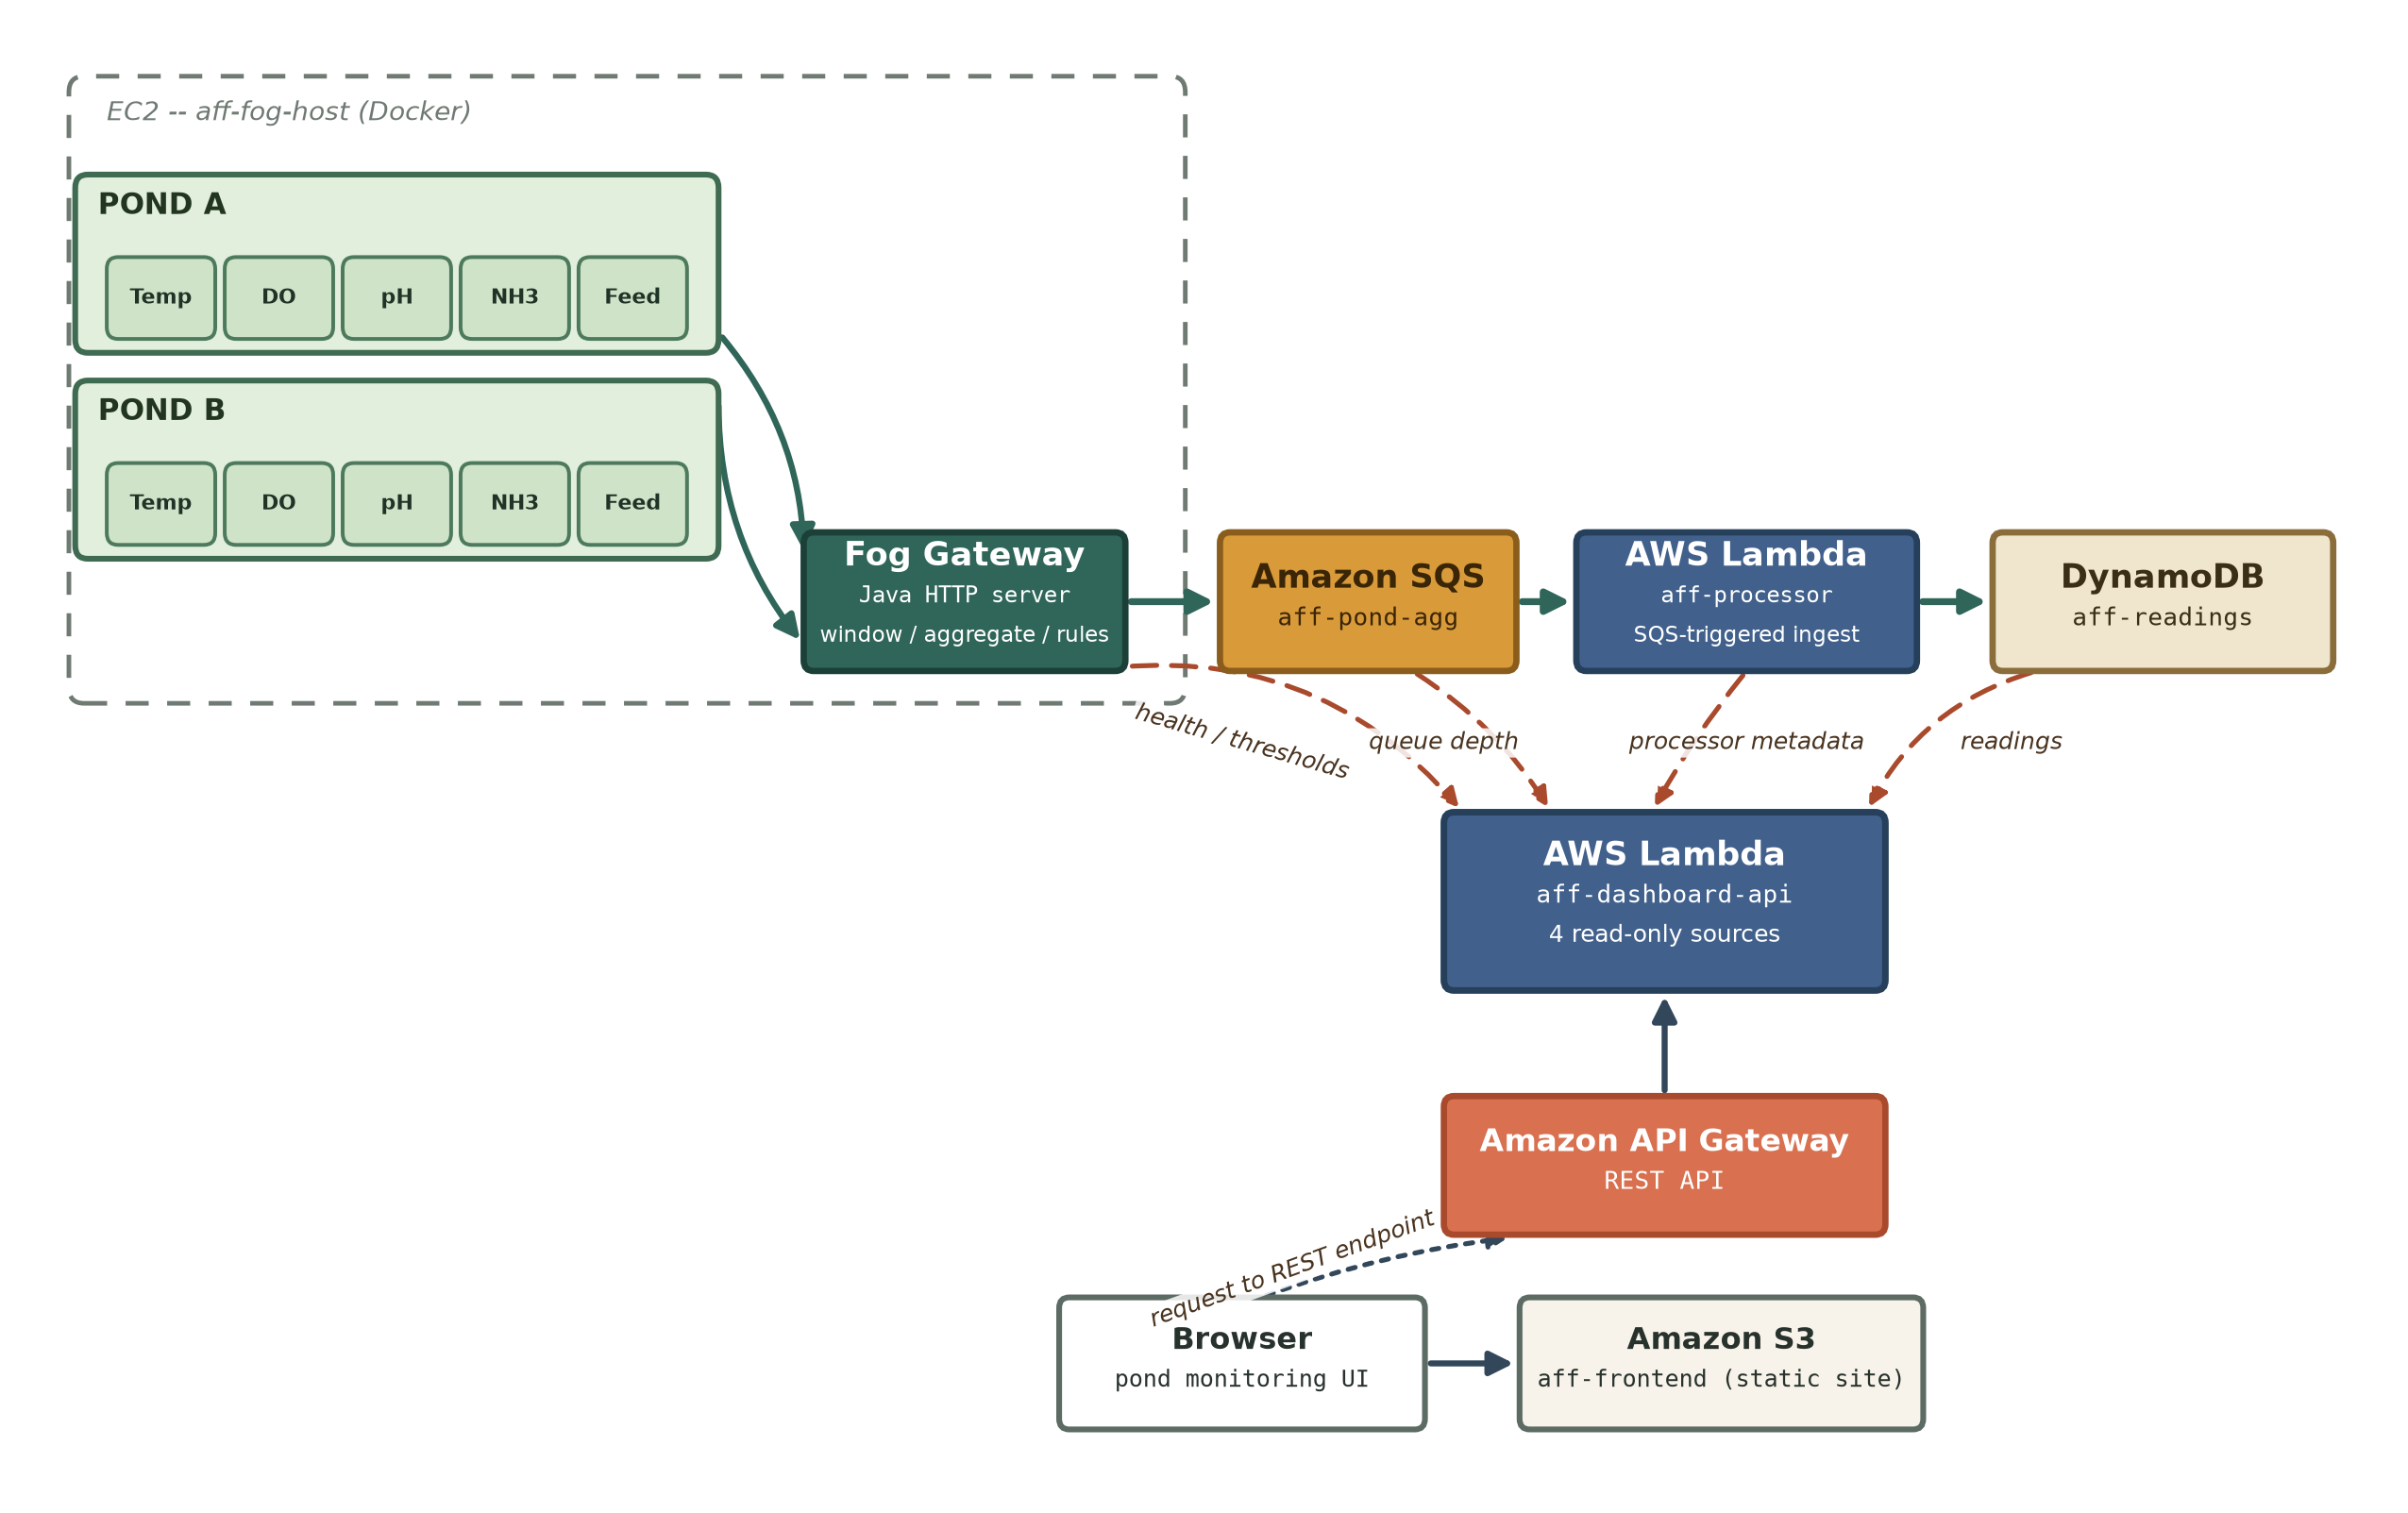 EC2 -- aff-fog-host (Docker)
POND A
Temp
DO
pH
NH3
Feed
POND B
Temp
DO
pH
NH3
Feed
Fog Gateway
Java HTTP server
window / aggregate / rules
Amazon SQS
aff-pond-agg
AWS Lambda
aff-processor
SQS-triggered ingest
DynamoDB
aff-readings
health / thresholds
queue depth
processor metadata
readings
AWS Lambda
aff-dashboard-api
4 read-only sources
Amazon API Gateway
REST API
request to REST endpoint
Browser
pond monitoring UI
Amazon S3
aff-frontend (static site)